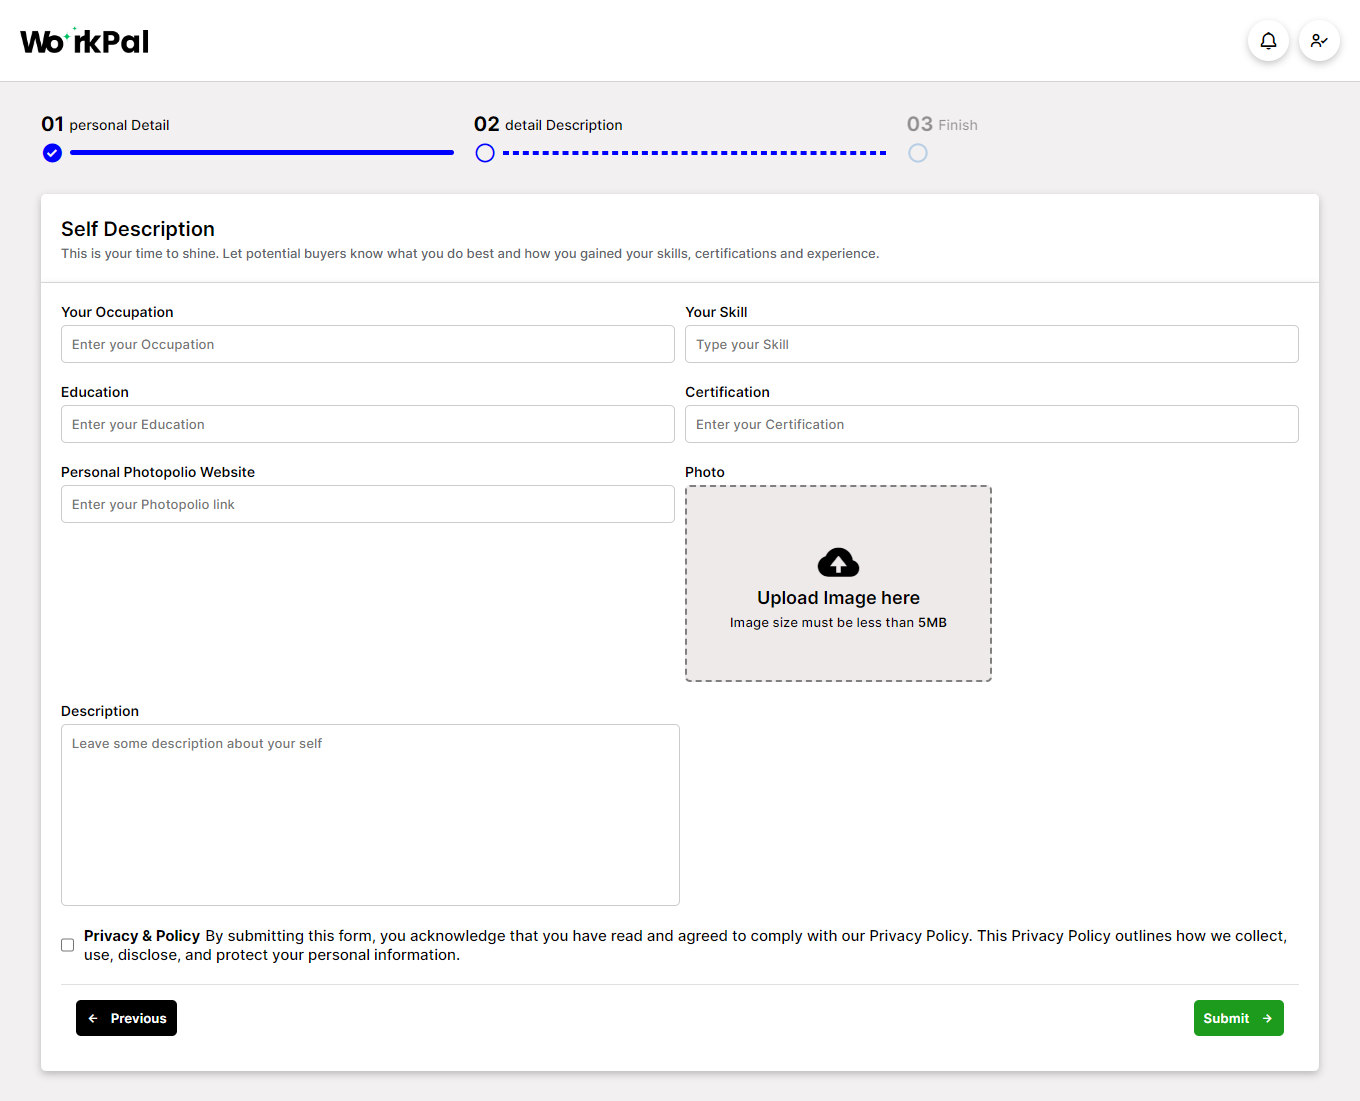 WorkPal
01 personal Detail
02 detail Description
03 Finish
Self Description
This is your time to shine. Let potential buyers know what you do best and how you gained your skills, certifications and experience.
Your Occupation
Enter your Occupation
Your Skill
Type your Skill
Education
Enter your Education
Certification
Enter your Certification
Personal Photopolio Website
Enter your Photopolio link
Photo
Upload Image here
Image size must be less than 5MB
Description
Leave some description about your self
Privacy & Policy By submitting this form, you acknowledge that you have read and agreed to comply with our Privacy Policy. This Privacy Policy outlines how we collect,
use, disclose, and protect your personal information.
Previous
Submit